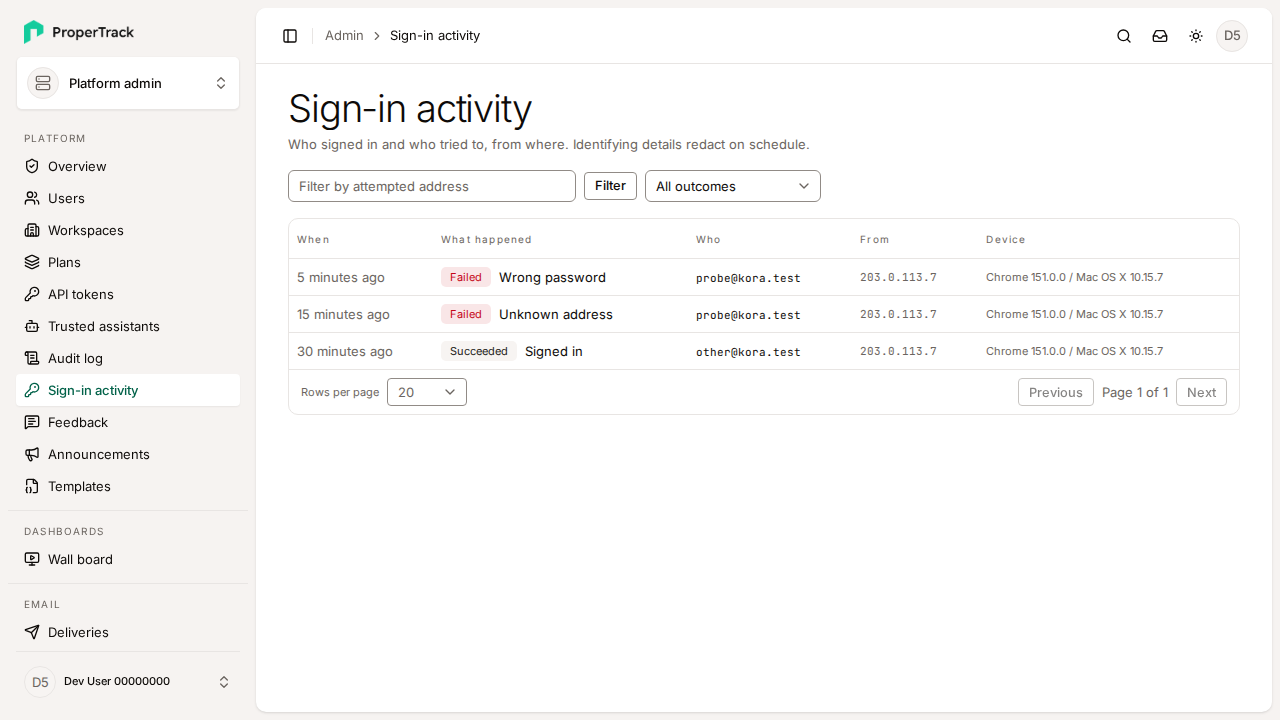 ProperTrack
Platform admin
PLATFORM
Overview
Users
Workspaces
Plans
API tokens
Trusted assistants
Audit log
Sign-in activity
Feedback
Announcements
Templates
DASHBOARDS
Wall board
EMAIL
Deliveries
D5 Dev User 00000000
Admin > Sign-in activity
D5
Sign-in activity
Who signed in and who tried to, from where. Identifying details redact on schedule.
Filter by attempted address Filter All outcomes
When What happened Who From Device
5 minutes ago Failed Wrong password probe@kora.test 203.0.113.7 Chrome 151.0.0 / Mac OS X 10.15.7
15 minutes ago Failed Unknown address probe@kora.test 203.0.113.7 Chrome 151.0.0 / Mac OS X 10.15.7
30 minutes ago Succeeded Signed in other@kora.test 203.0.113.7 Chrome 151.0.0 / Mac OS X 10.15.7
Rows per page 20 Previous Page 1 of 1 Next